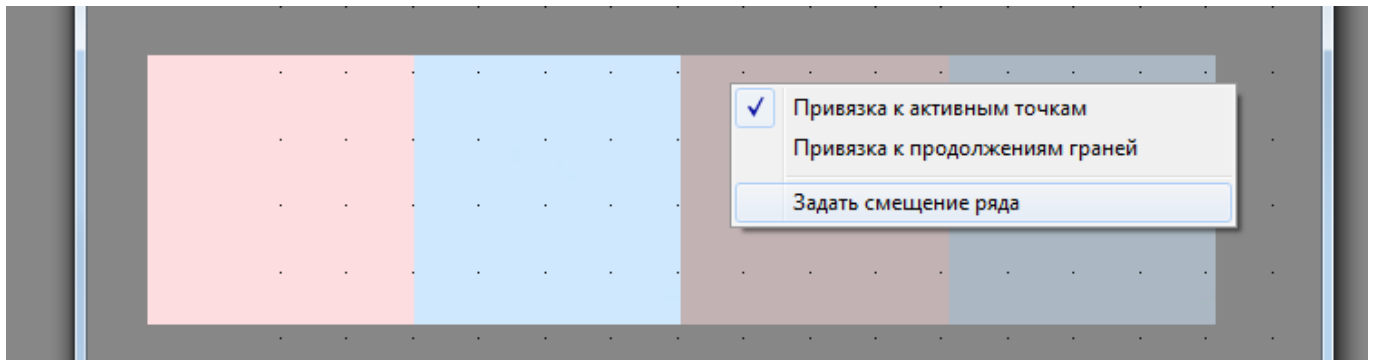 Привязка к активным точкам
Привязка к продолжениям граней
Задать смещение ряда